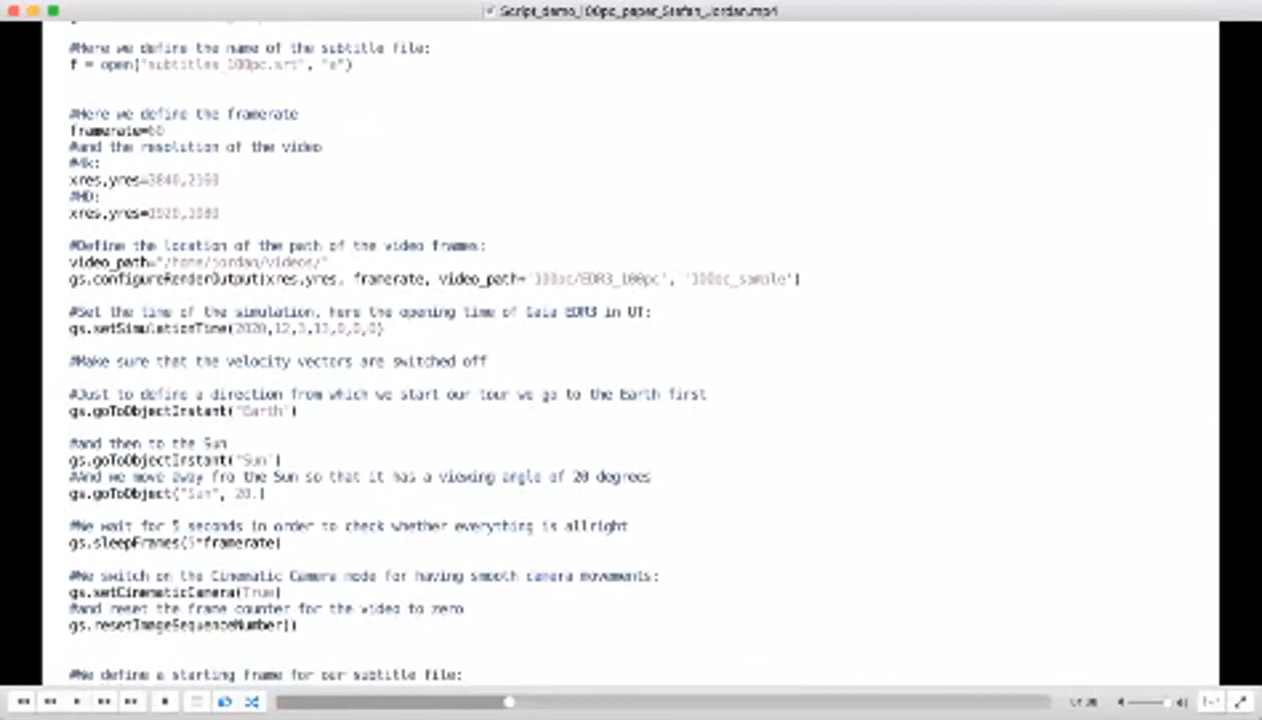 Script_demo_100pc_paper_Stefan_Jordan.mp4
#Here we define the name of the subtitle file:
f = open("subtitles_100pc.srt", "a")
#Here we define the framerate
framerate=60
#and the resolution of the video
#4k:
xres,yres=3840,2160
#HD:
xres,yres=1920,1080
#Define the location of the path of the video frames:
video_path="/home/jordan/videos/"
gs.configureRenderOutput(xres,yres, framerate, video_path+'100pc/EDR3_100pc', '100pc_sample')
#Set the time of the simulation, here the opening time of Gaia EDR3 in UT:
gs.setSimulationTime(2020,12,3,13,0,0,0)
#Make sure that the velocity vectors are switched off
#Just to define a direction from which we start our tour we go to the Earth first
gs.goToObjectInstant("Earth")
#and then to the Sun
gs.goToObjectInstant("Sun")
#And we move away fro the Sun so that it has a viewing angle of 20 degrees
gs.goToObject("Sun", 20.)
#We wait for 5 seconds in order to check whether everything is allright
gs.sleepFrames(5*framerate)
#We switch on the Cinematic Camera mode for having smooth camera movements:
gs.setCinematicCamera(True)
#and reset the frame counter for the video to zero
gs.resetImageSequenceNumber()
#We define a starting frame for our subtitle file: